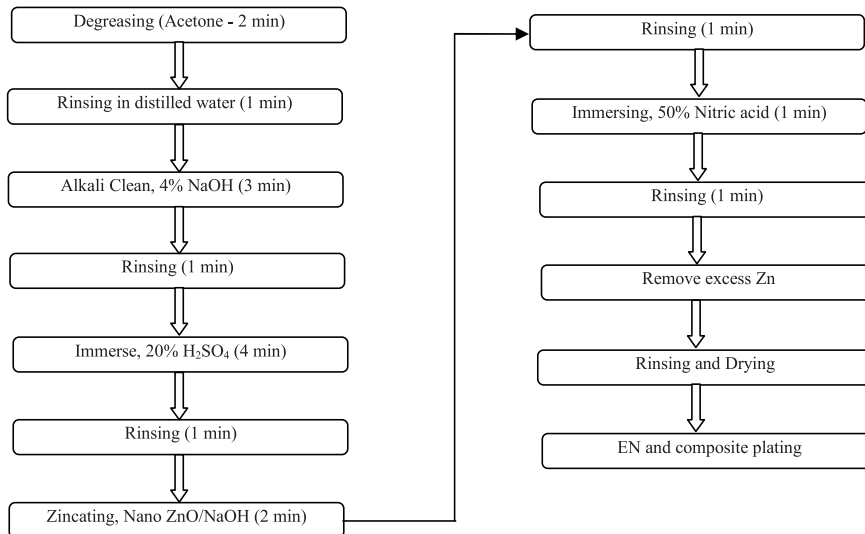 Degreasing (Acetone - 2 min)
Rinsing in distilled water (1 min)
Alkali Clean, 4% NaOH (3 min)
Rinsing (1 min)
Immerse, 20% H₂SO₄ (4 min)
Rinsing (1 min)
Zincating, Nano ZnO/NaOH (2 min)
Rinsing (1 min)
Immersing, 50% Nitric acid (1 min)
Rinsing (1 min)
Remove excess Zn
Rinsing and Drying
EN and composite plating